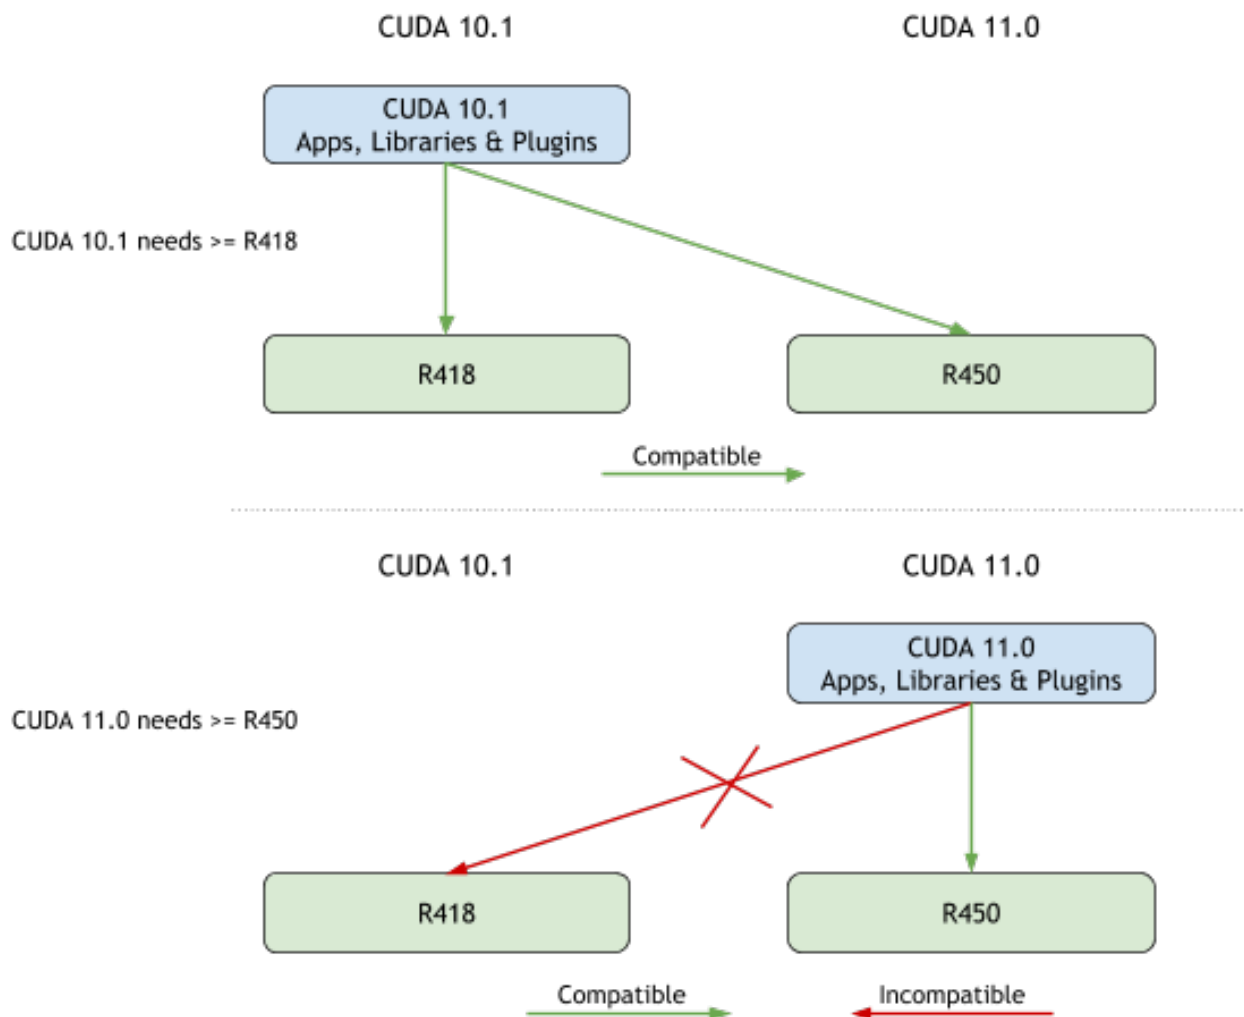 CUDA 10.1
CUDA 11.0
CUDA 10.1
Apps, Libraries & Plugins
CUDA 10.1 needs >= R418
R418
R450
Compatible
CUDA 10.1
CUDA 11.0
CUDA 11.0
Apps, Libraries & Plugins
CUDA 11.0 needs >= R450
R418
R450
Compatible
Incompatible